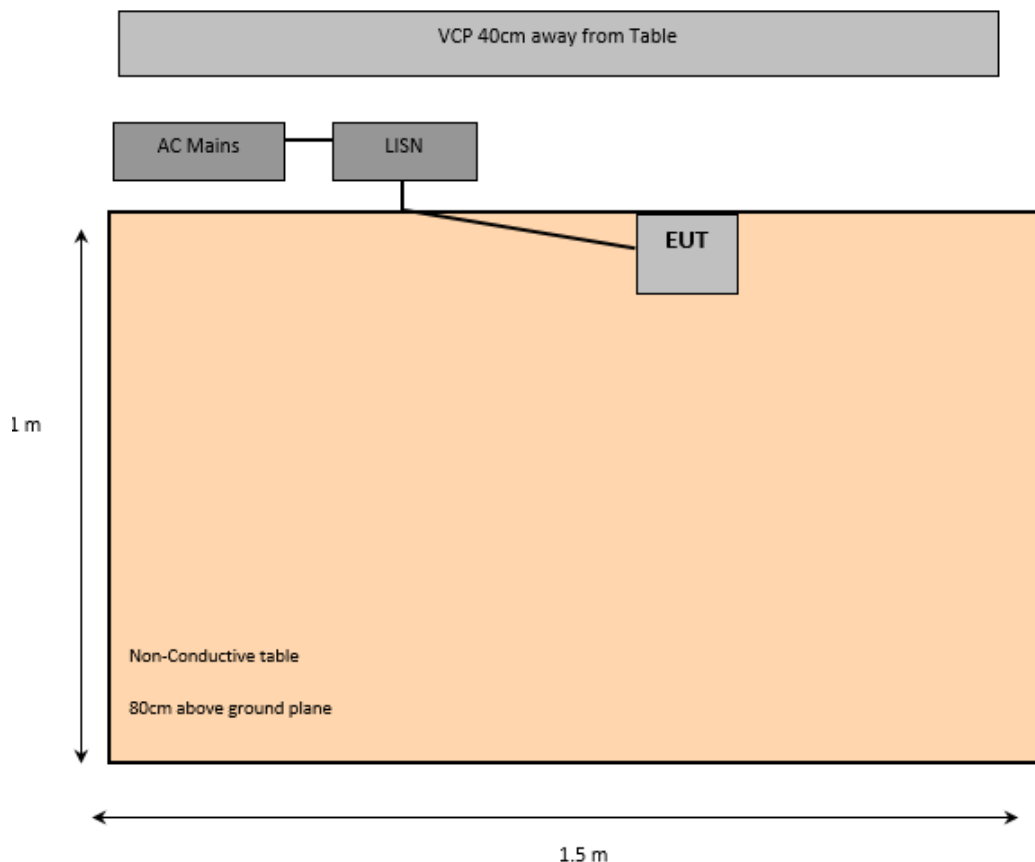 VCP 40cm away from Table
AC Mains
LISN
EUT
1 m
Non-Conductive table
80cm above ground plane
1.5 m